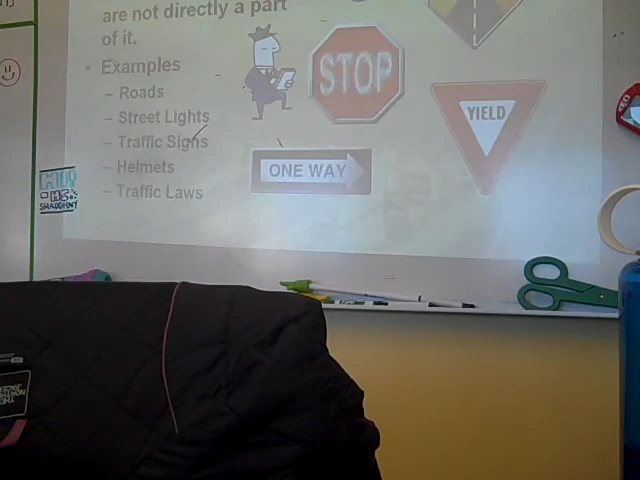 are not directly a part
of it.
• Examples
– Roads
– Street Lights
– Traffic Signs
– Helmets
– Traffic Laws
STOP
YIELD
ONE WAY
MS.